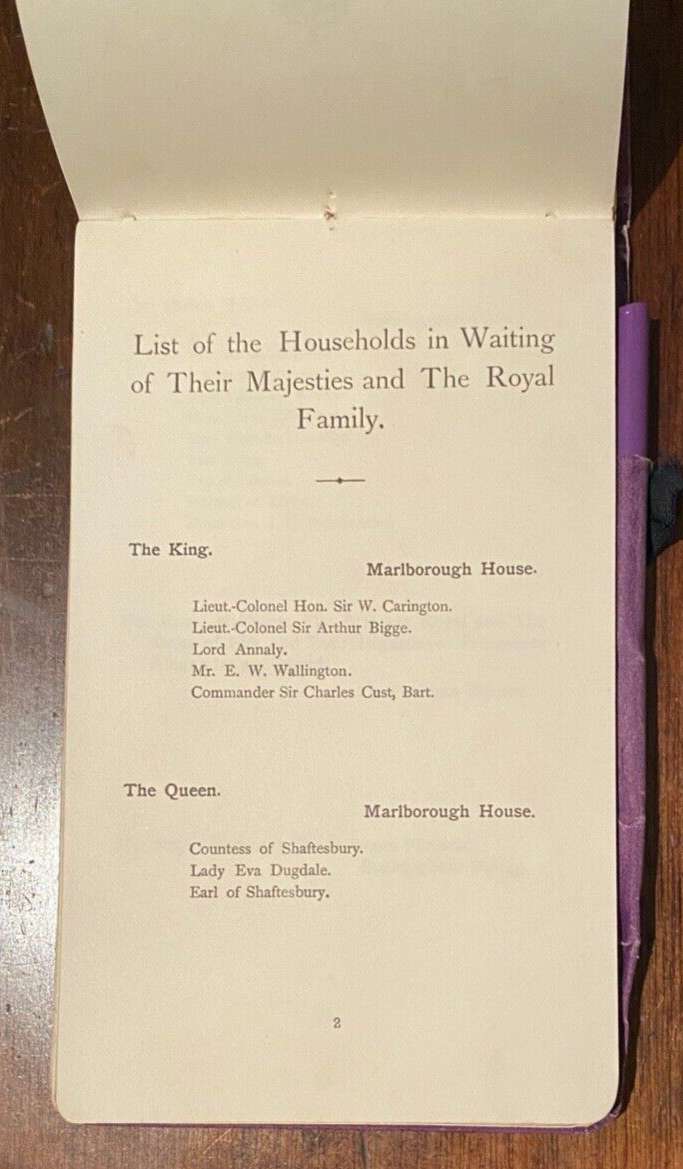 List of the Households in Waiting
of Their Majesties and The Royal
Family.
The King.
Marlborough House.
Lieut.-Colonel Hon. Sir W. Carington.
Lieut.-Colonel Sir Arthur Bigge.
Lord Annaly.
Mr. E. W. Wallington.
Commander Sir Charles Cust, Bart.
The Queen.
Marlborough House.
Countess of Shaftesbury.
Lady Eva Dugdale.
Earl of Shaftesbury.
2